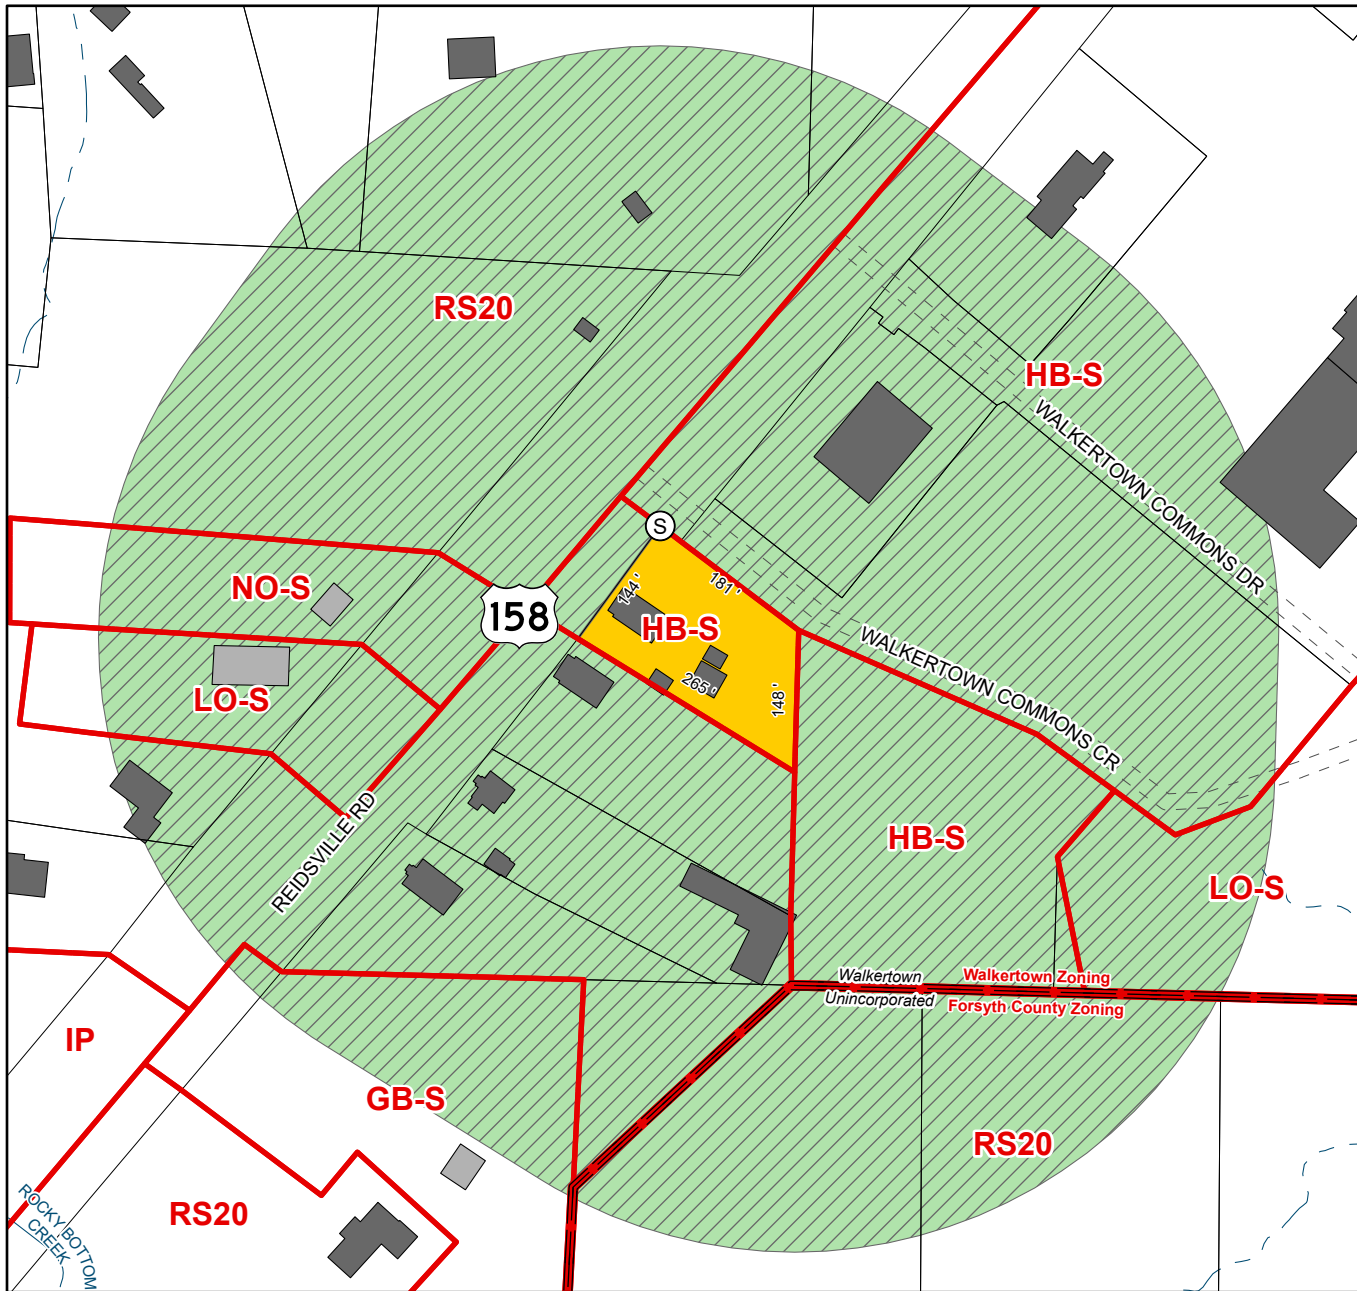 RS20
HB-S
WALKERTOWN COMMONS DR
S
181 '
144 '
NO-S
158
HB-S
265 '
148 '
WALKERTOWN COMMONS CR
LO-S
REIDSVILLE RD
HB-S
LO-S
Walkertown
Walkertown Zoning
Unincorporated
Forsyth County Zoning
IP
GB-S
RS20
RS20
ROCKY BOTTOM
CREEK